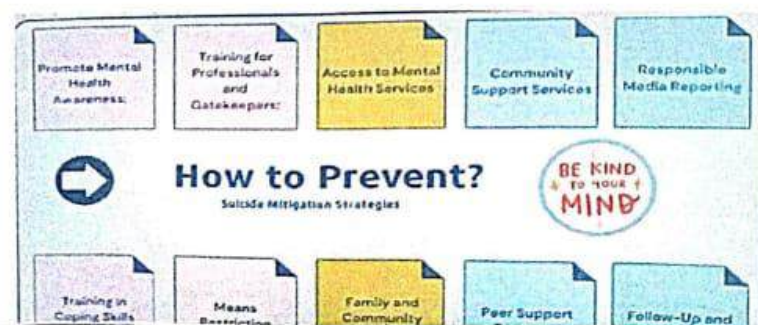 Promote Mental
Health
Awareness:
Training for
Professionals
and
Gatekeepers:
Access to Mental
Health Services
Community
Support Services
Responsible
Media Reporting
How to Prevent?
Suicide Mitigation Strategies
BE KIND
TO YOUR
MIND
Training in
Coping Skills
Means
Restriction
Family and
Community
Peer Support
Follow-Up and